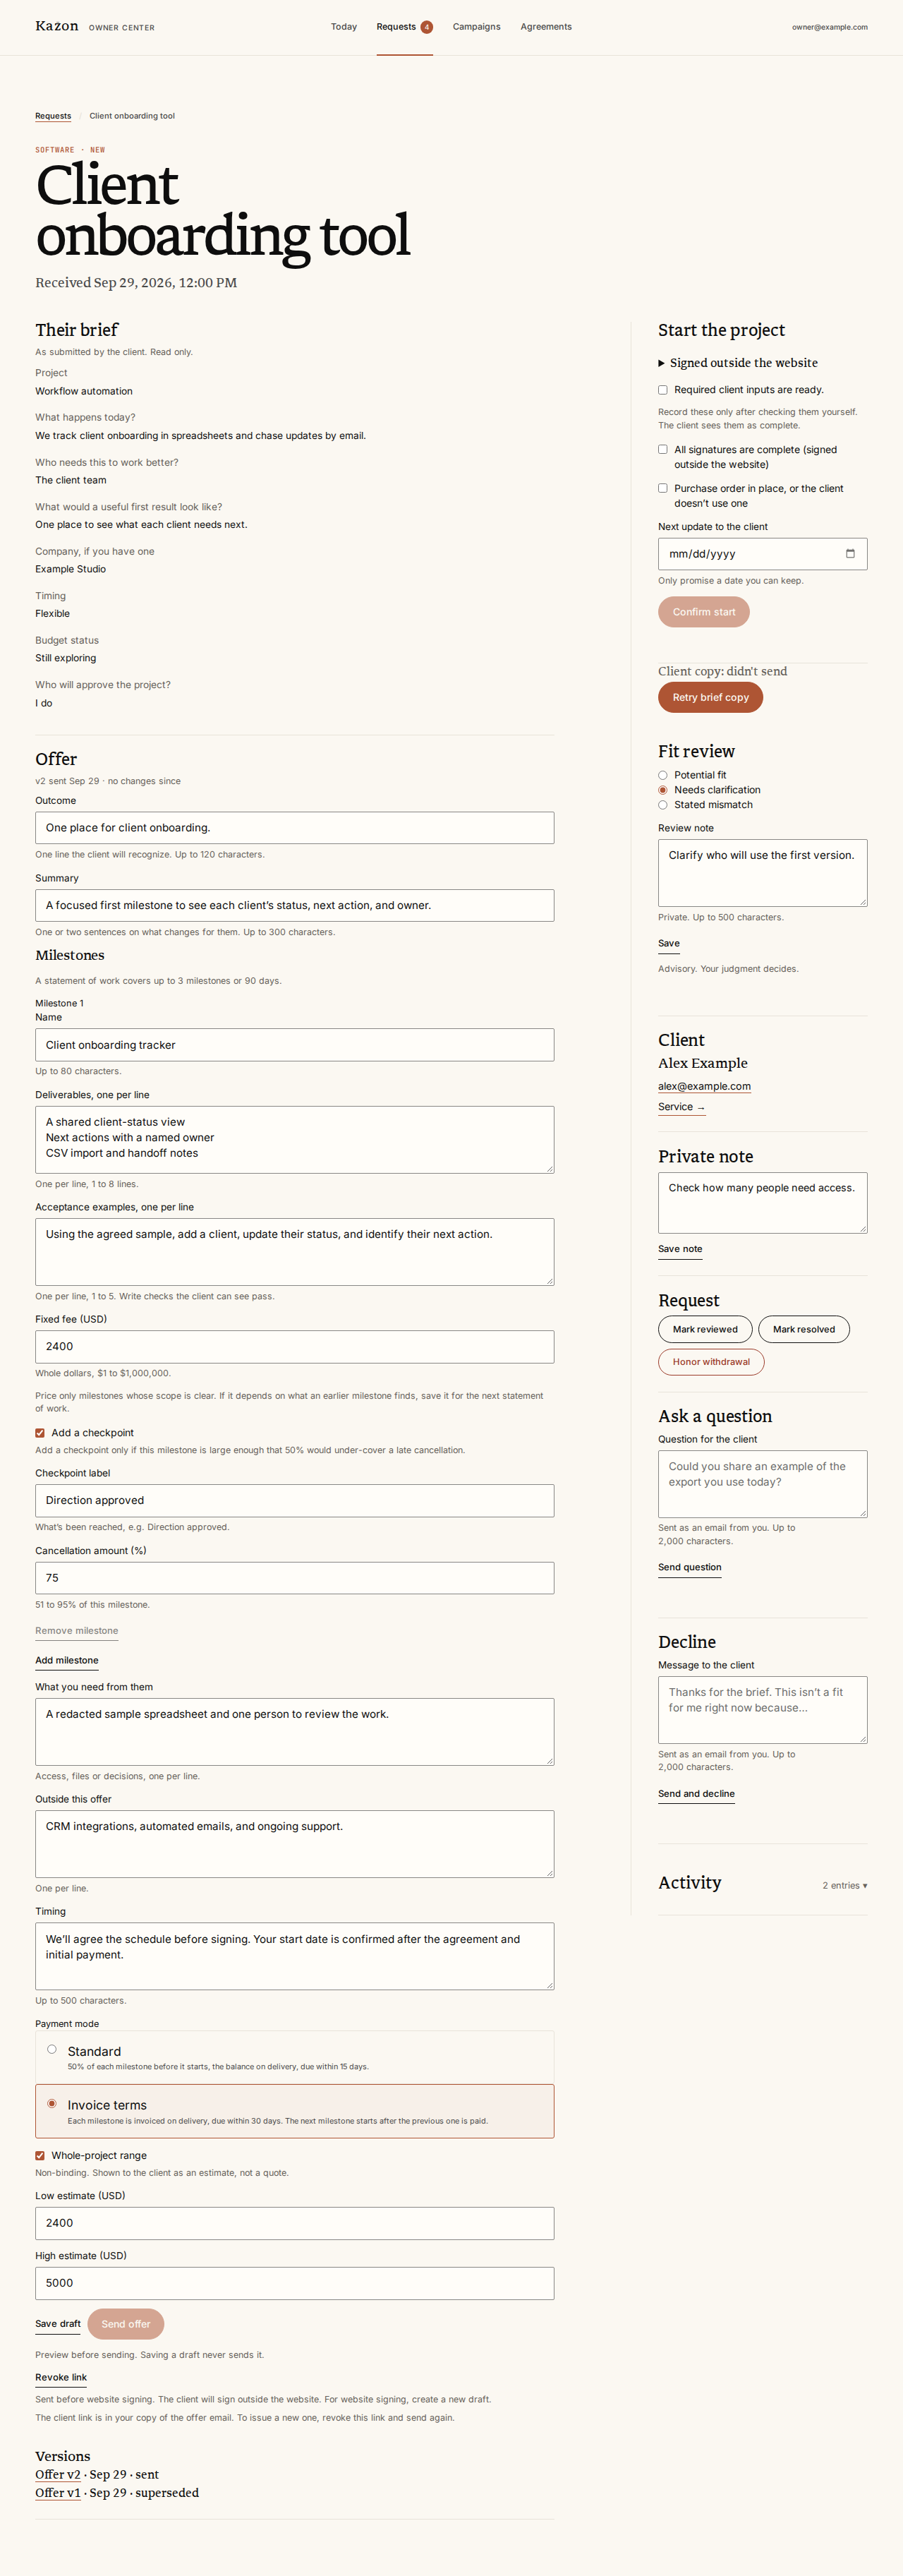 Kazon OWNER CENTER Today Requests 4 Campaigns Agreements owner@example.com
Requests / Client onboarding tool
SOFTWARE · NEW
Client
onboarding tool
Received Sep 29, 2026, 12:00 PM
Their brief
As submitted by the client. Read only.
Project
Workflow automation
What happens today?
We track client onboarding in spreadsheets and chase updates by email.
Who needs this to work better?
The client team
What would a useful first result look like?
One place to see what each client needs next.
Company, if you have one
Example Studio
Timing
Flexible
Budget status
Still exploring
Who will approve the project?
I do
Offer
v2 sent Sep 29 · no changes since
Outcome
One place for client onboarding.
One line the client will recognize. Up to 120 characters.
Summary
A focused first milestone to see each client’s status, next action, and owner.
One or two sentences on what changes for them. Up to 300 characters.
Milestones
A statement of work covers up to 3 milestones or 90 days.
Milestone 1
Name
Client onboarding tracker
Up to 80 characters.
Deliverables, one per line
A shared client-status view
Next actions with a named owner
CSV import and handoff notes
One per line, 1 to 8 lines.
Acceptance examples, one per line
Using the agreed sample, add a client, update their status, and identify their next action.
One per line, 1 to 5. Write checks the client can see pass.
Fixed fee (USD)
2400
Whole dollars, $1 to $1,000,000.
Price only milestones whose scope is clear. If it depends on what an earlier milestone finds, save it for the next statement
of work.
Add a checkpoint
Add a checkpoint only if this milestone is large enough that 50% would under-cover a late cancellation.
Checkpoint label
Direction approved
What’s been reached, e.g. Direction approved.
Cancellation amount (%)
75
51 to 95% of this milestone.
Remove milestone
Add milestone
What you need from them
A redacted sample spreadsheet and one person to review the work.
Access, files or decisions, one per line.
Outside this offer
CRM integrations, automated emails, and ongoing support.
One per line.
Timing
We’ll agree the schedule before signing. Your start date is confirmed after the agreement and
initial payment.
Up to 500 characters.
Payment mode
Standard
50% of each milestone before it starts, the balance on delivery, due within 15 days.
Invoice terms
Each milestone is invoiced on delivery, due within 30 days. The next milestone starts after the previous one is paid.
Whole-project range
Non-binding. Shown to the client as an estimate, not a quote.
Low estimate (USD)
2400
High estimate (USD)
5000
Save draft Send offer
Preview before sending. Saving a draft never sends it.
Revoke link
Sent before website signing. The client will sign outside the website. For website signing, create a new draft.
The client link is in your copy of the offer email. To issue a new one, revoke this link and send again.
Versions
Offer v2 · Sep 29 · sent
Offer v1 · Sep 29 · superseded
Start the project
▶ Signed outside the website
Required client inputs are ready.
Record these only after checking them yourself.
The client sees them as complete.
All signatures are complete (signed
outside the website)
Purchase order in place, or the client
doesn’t use one
Next update to the client
mm/dd/yyyy
Only promise a date you can keep.
Confirm start
Client copy: didn’t send
Retry brief copy
Fit review
Potential fit
Needs clarification
Stated mismatch
Review note
Clarify who will use the first version.
Private. Up to 500 characters.
Save
Advisory. Your judgment decides.
Client
Alex Example
alex@example.com
Service →
Private note
Check how many people need access.
Save note
Request
Mark reviewed Mark resolved
Honor withdrawal
Ask a question
Question for the client
Could you share an example of the
export you use today?
Sent as an email from you. Up to
2,000 characters.
Send question
Decline
Message to the client
Thanks for the brief. This isn’t a fit
for me right now because…
Sent as an email from you. Up to
2,000 characters.
Send and decline
Activity 2 entries ▾